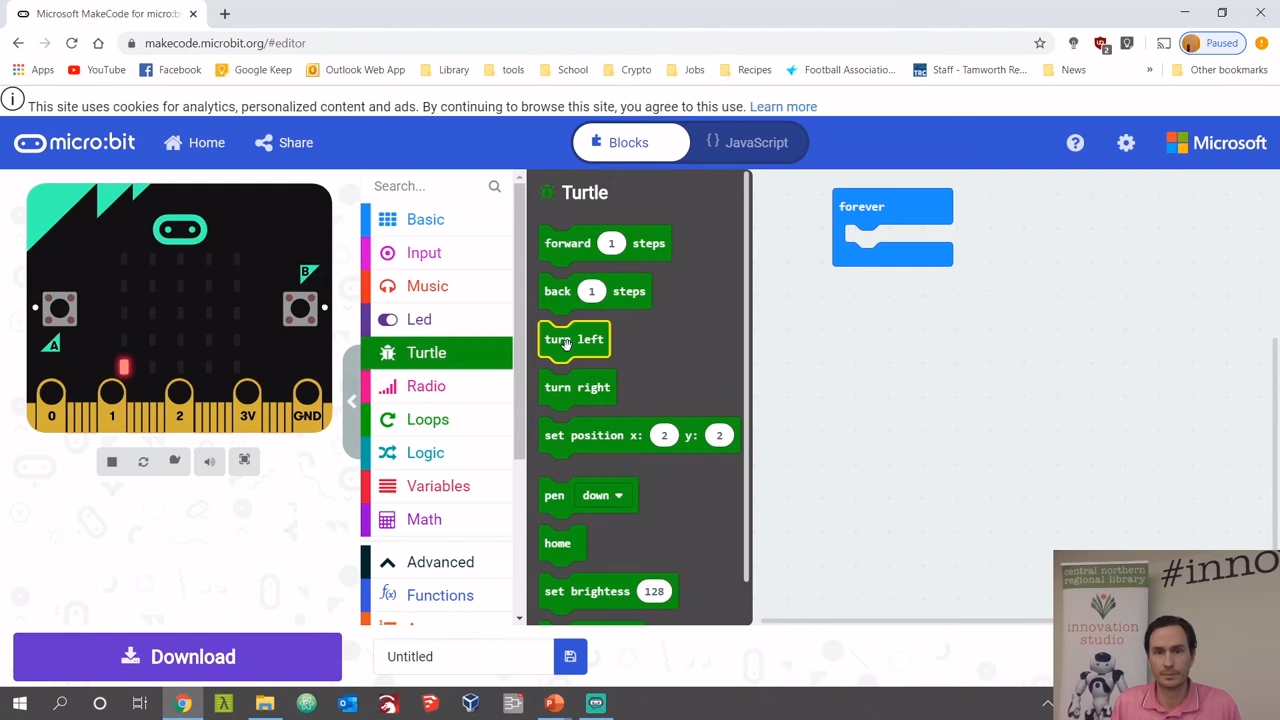 Microsoft MakeCode for micro:b
makecode.microbit.org/#editor
2
Paused
Apps
YouTube
Facebook
Google Keep
Outlook Web App
Library
tools
School
Crypto
Jobs
Recipes
Football Associatio...
TRC
Staff - Tamworth Re...
News
»
Other bookmarks
This site uses cookies for analytics, personalized content and ads. By continuing to browse this site, you agree to this use. Learn more
micro:bit
Home
Share
Blocks
{} JavaScript
?
Microsoft
A
B
0
1
2
3V
GND
Search...
Basic
Input
Music
Led
Turtle
Radio
Loops
Logic
Variables
Math
Advanced
Functions
Turtle
forward 1 steps
back 1 steps
turn left
turn right
set position x: 2 y: 2
pen down
home
set brightess 128
forever
Download
Untitled
central northern
regional library
innovation
studio
#inno